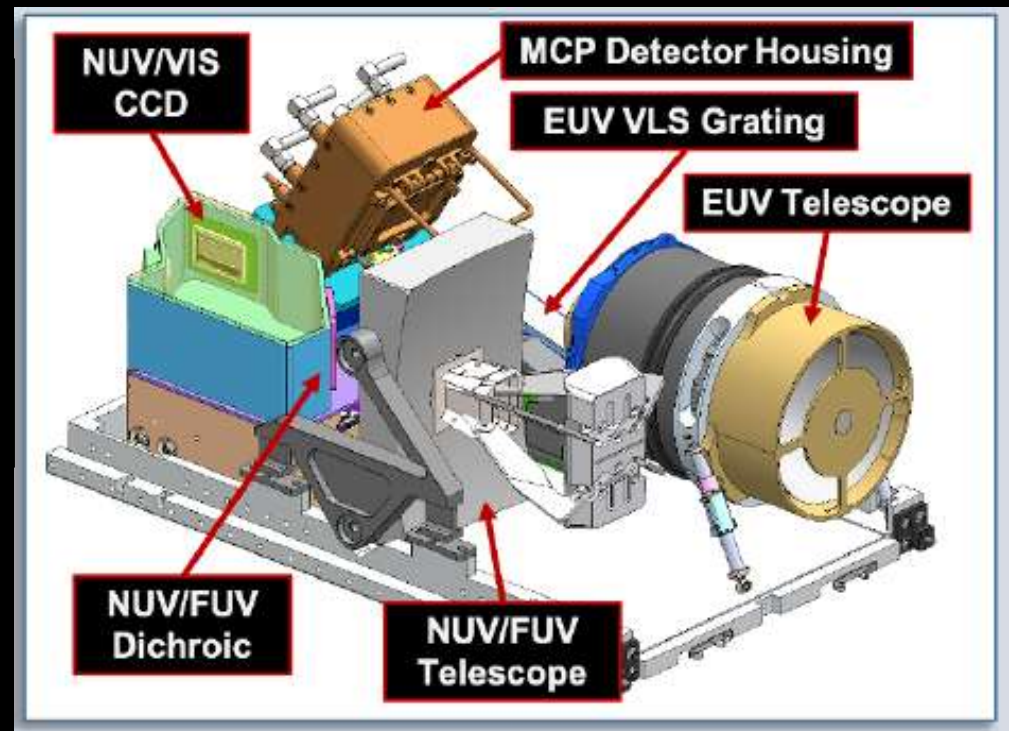 NUV/VIS
CCD
MCP Detector Housing
EUV VLS Grating
EUV Telescope
NUV/FUV
Dichroic
NUV/FUV
Telescope